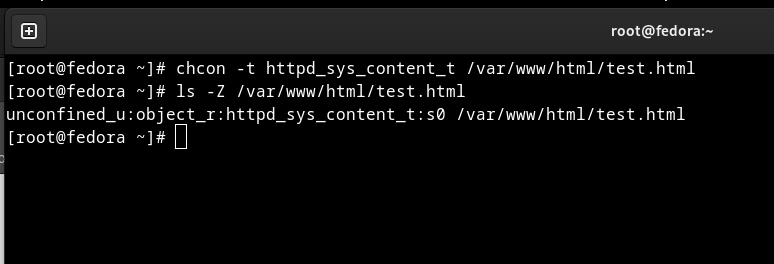 root@fedora:~
[root@fedora ~]# chcon -t httpd_sys_content_t /var/www/html/test.html
[root@fedora ~]# ls -Z /var/www/html/test.html
unconfined_u:object_r:httpd_sys_content_t:s0 /var/www/html/test.html
[root@fedora ~]#